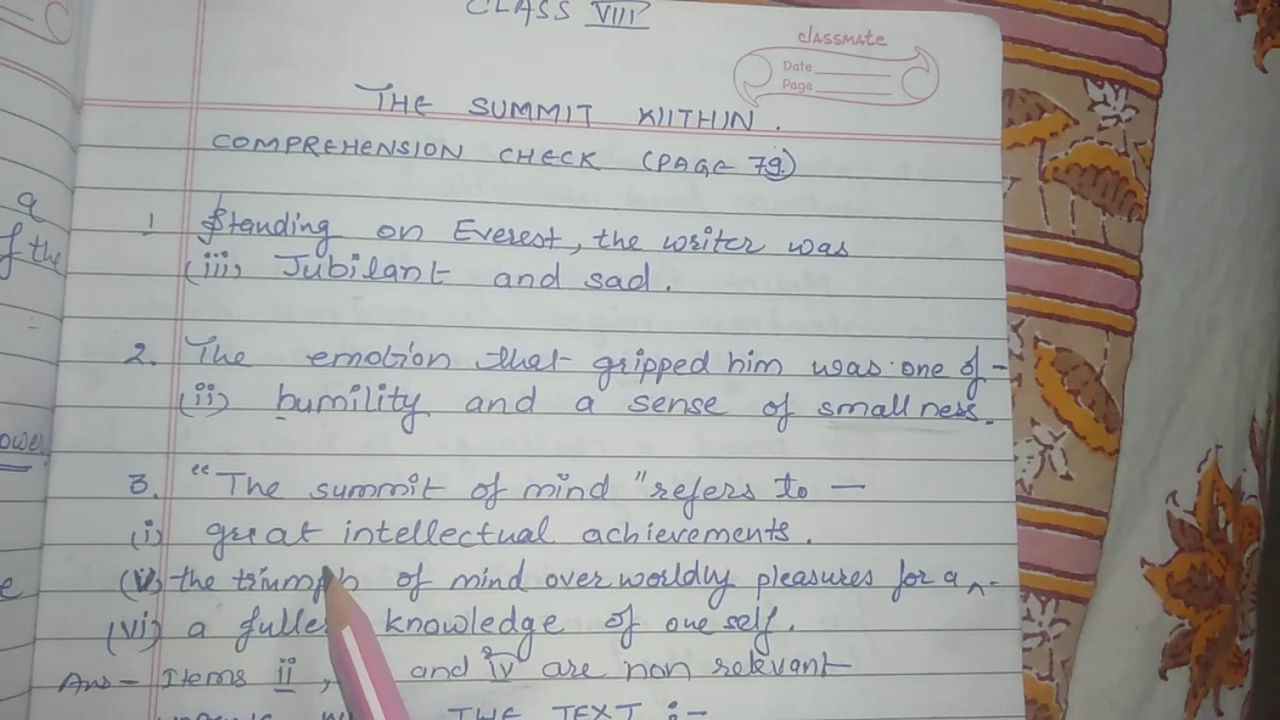 CLASS VIII
classmate
Date
Page
THE SUMMIT WITHIN.
COMPREHENSION CHECK (PAGE 79)
1 Standing on Everest, the writer was
(iii) Jubilant and sad.
2. The emotion that gripped him was one of -
(ii) humility and a sense of smallness.
3. "The summit of mind" refers to —
(i) great intellectual achievements.
the triumph of mind over worldly pleasures for a
(vi) a fuller knowledge of oneself.
Ans- Items ii, and iv are non relevant
THE TEXT :-
a
f the
e